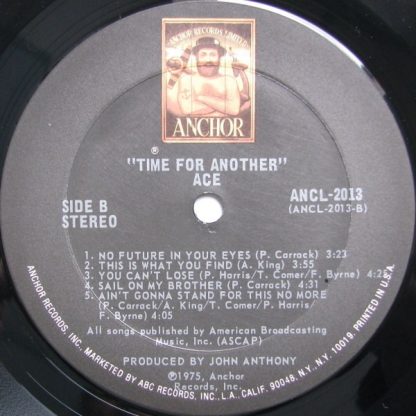 ANCHOR RECORDS LIMITED
ANCHOR
®
"TIME FOR ANOTHER"
ACE
SIDE B
STEREO
ANCL-2013
(ANCL-2013-B)
1. NO FUTURE IN YOUR EYES (P. Carrack) 3:23
2. THIS IS WHAT YOU FIND (A. King) 3:55
3. YOU CAN'T LOSE (P. Harris/T. Comer/F. Byrne) 4:25
4. SAIL ON MY BROTHER (P. Carrack) 4:31
5. AIN'T GONNA STAND FOR THIS NO MORE
(P. Carrack/A. King/T. Comer/P. Harris/
F. Byrne) 4:05
All songs published by American Broadcasting
Music, Inc. (ASCAP)
PRODUCED BY JOHN ANTHONY
℗1975, Anchor
Records, Inc.
ANCHOR RECORDS, INC., MARKETED BY ABC RECORDS, INC., L.A., CALIF. 90048, N.Y., N.Y. 10019. PRINTED IN U.S.A.